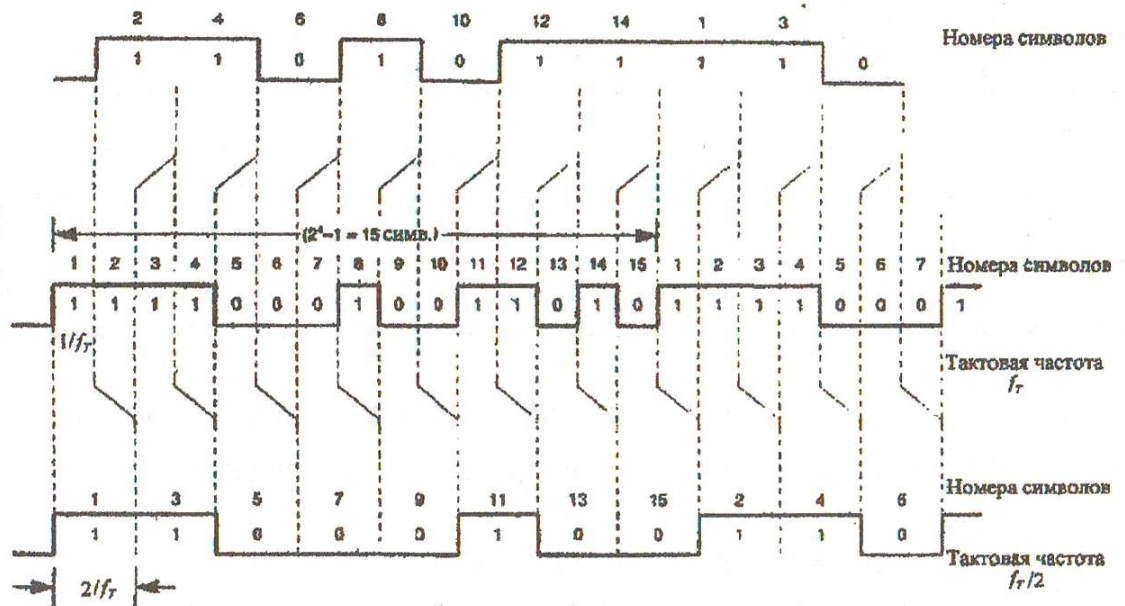 2 4 6 8 10 12 14 1 3
Номера символов
1 1 0 1 0 1 1 1 1 0
(2⁴–1 = 15 СИМВ.)
1 2 3 4 5 6 7 8 9 10 11 12 13 14 15 1 2 3 4 5 6 7
Номера символов
1 1 1 1 0 0 0 1 0 0 1 1 0 1 0 1 1 1 1 0 0 0 1
1/fT
Тактовая частота
fT
Номера символов
1 3 5 7 9 11 13 15 2 4 6
1 1 0 0 0 1 0 0 1 1 0
Тактовая частота
fT/2
2/fT